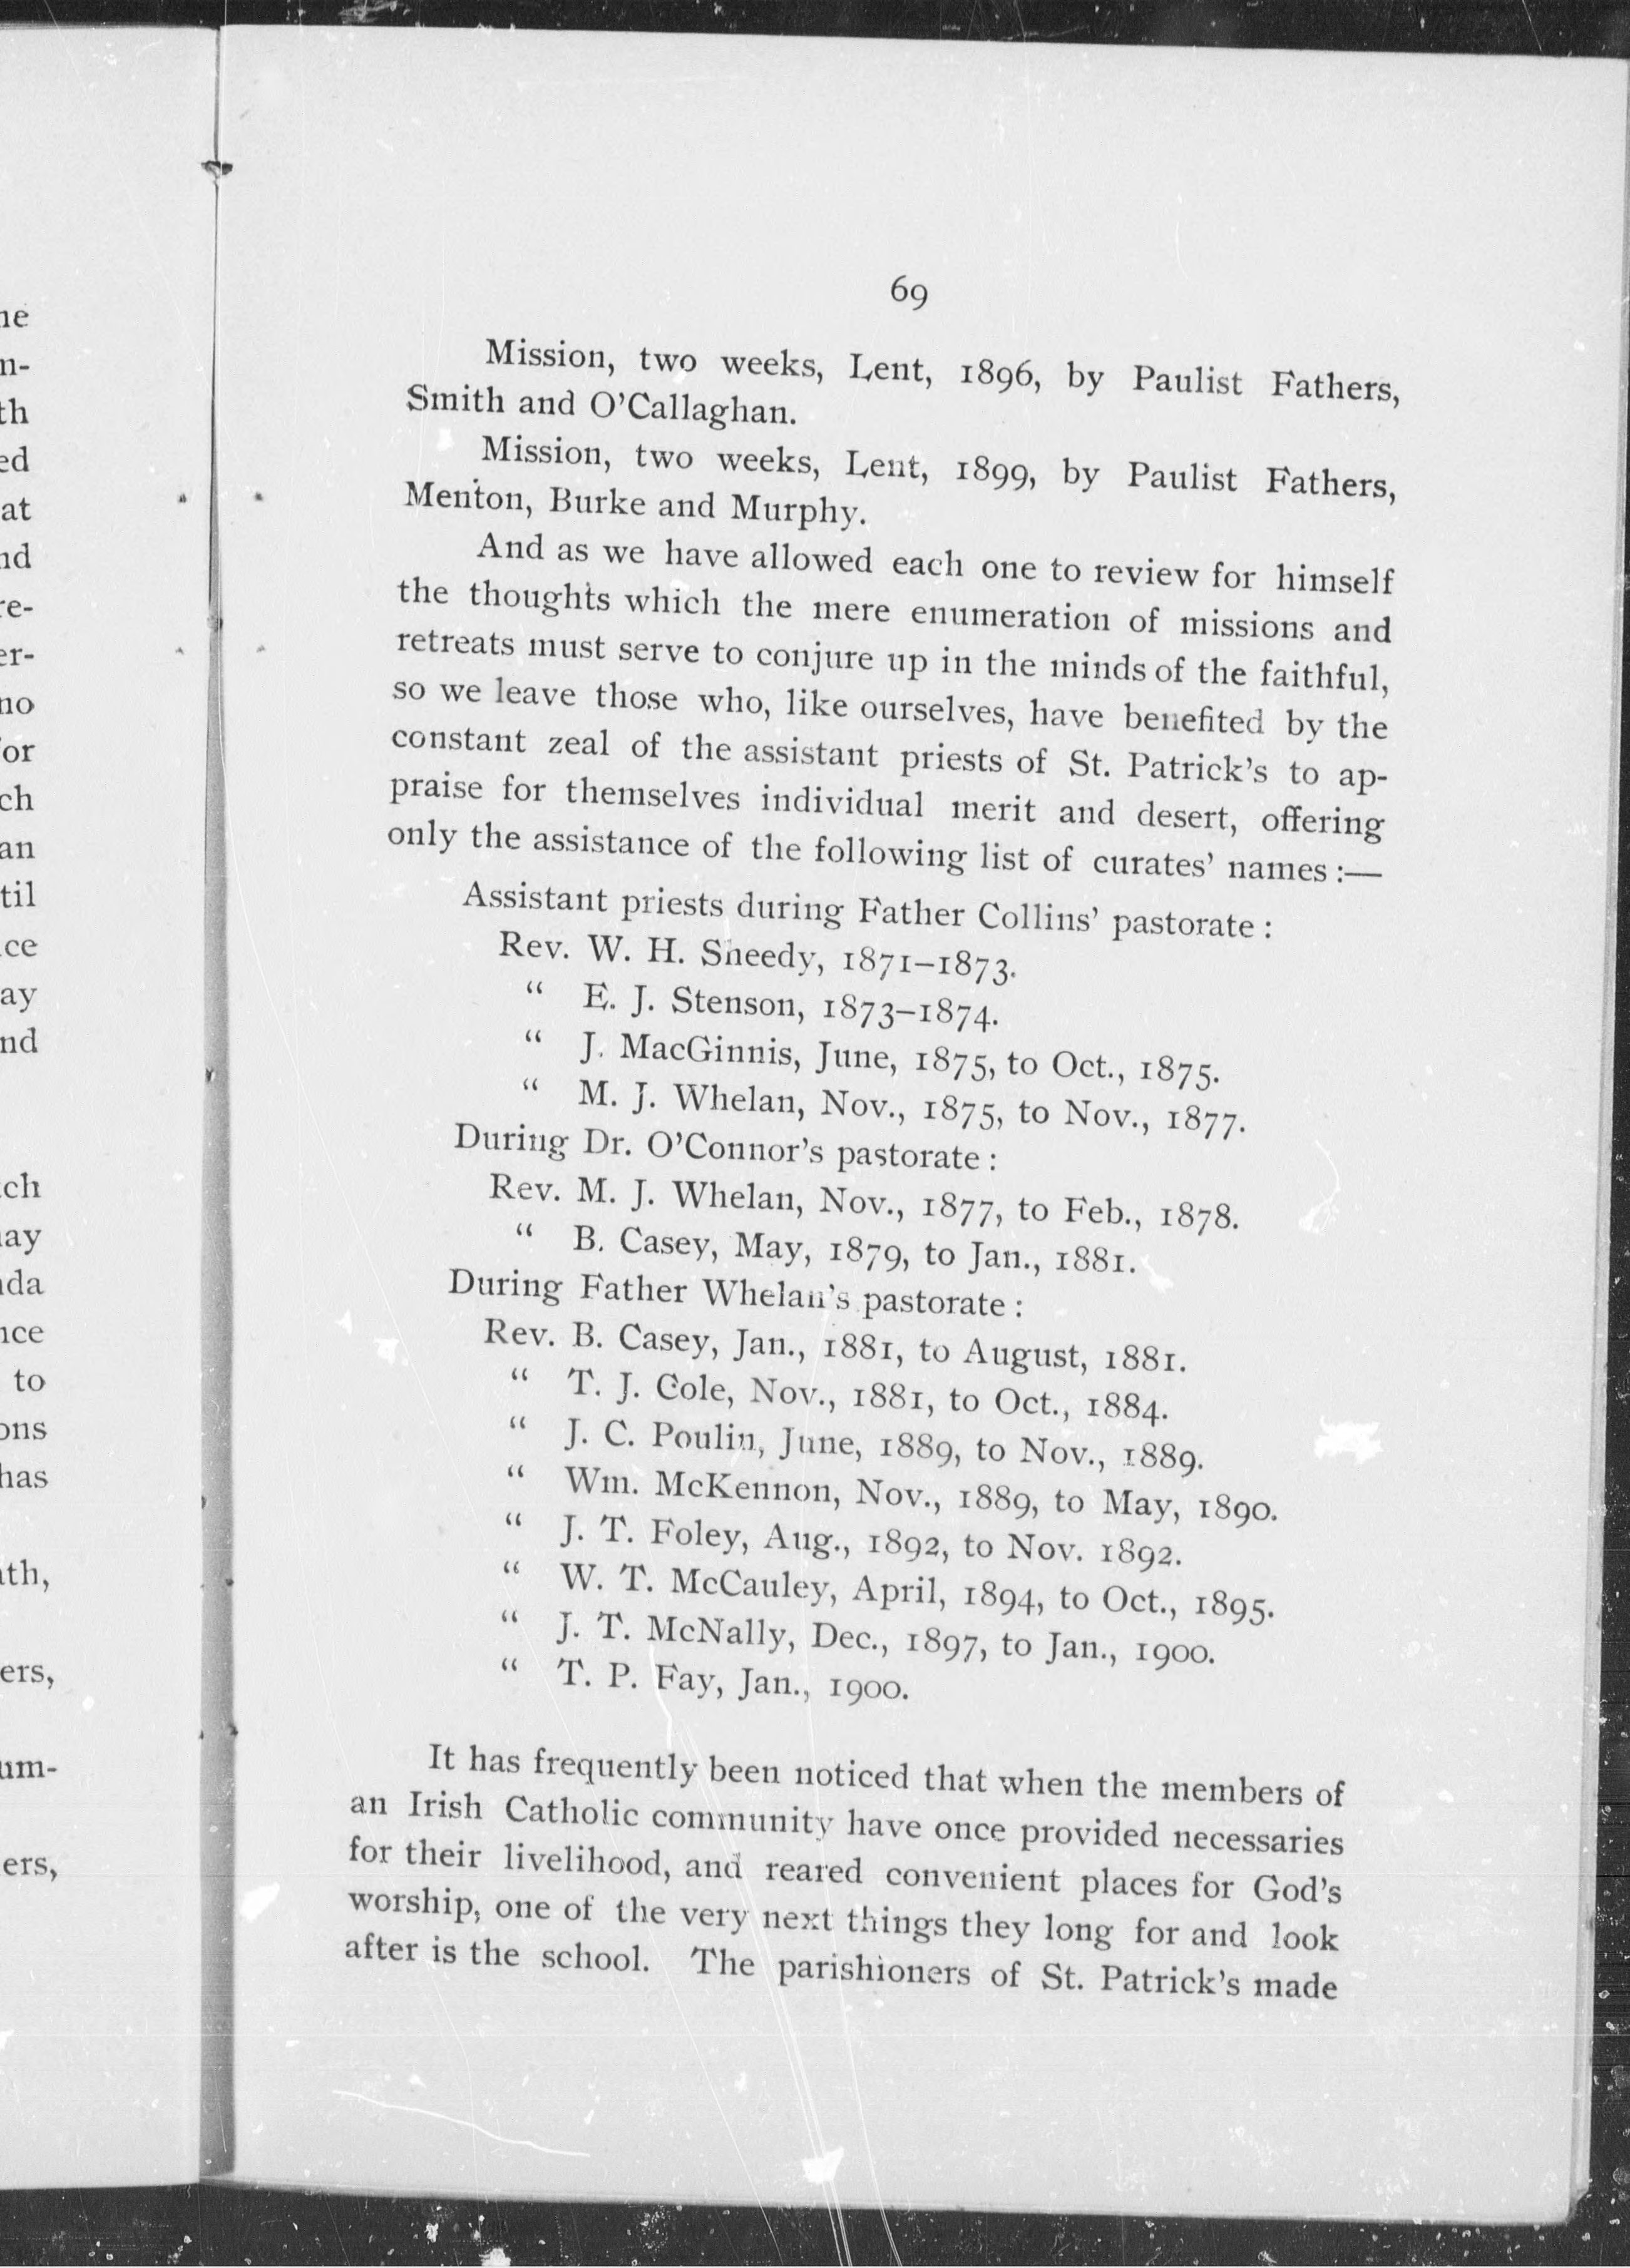 69
Mission, two weeks, Lent, 1896, by Paulist Fathers,
Smith and O'Callaghan.
Mission, two weeks, Lent, 1899, by Paulist Fathers,
Menton, Burke and Murphy.
And as we have allowed each one to review for himself
the thoughts which the mere enumeration of missions and
retreats must serve to conjure up in the minds of the faithful,
so we leave those who, like ourselves, have benefited by the
constant zeal of the assistant priests of St. Patrick's to ap-
praise for themselves individual merit and desert, offering
only the assistance of the following list of curates' names :—
Assistant priests during Father Collins' pastorate :
Rev. W. H. Sheedy, 1871–1873.
“ E. J. Stenson, 1873–1874.
“ J. MacGinnis, June, 1875, to Oct., 1875.
“ M. J. Whelan, Nov., 1875, to Nov., 1877.
During Dr. O'Connor's pastorate :
Rev. M. J. Whelan, Nov., 1877, to Feb., 1878.
“ B. Casey, May, 1879, to Jan., 1881.
During Father Whelan's pastorate :
Rev. B. Casey, Jan., 1881, to August, 1881.
“ T. J. Cole, Nov., 1881, to Oct., 1884.
“ J. C. Poulin, June, 1889, to Nov., 1889.
“ Wm. McKennon, Nov., 1889, to May, 1890.
“ J. T. Foley, Aug., 1892, to Nov. 1892.
“ W. T. McCauley, April, 1894, to Oct., 1895.
“ J. T. McNally, Dec., 1897, to Jan., 1900.
“ T. P. Fay, Jan., 1900.
It has frequently been noticed that when the members of
an Irish Catholic community have once provided necessaries
for their livelihood, and reared convenient places for God's
worship, one of the very next things they long for and look
after is the school. The parishioners of St. Patrick's made